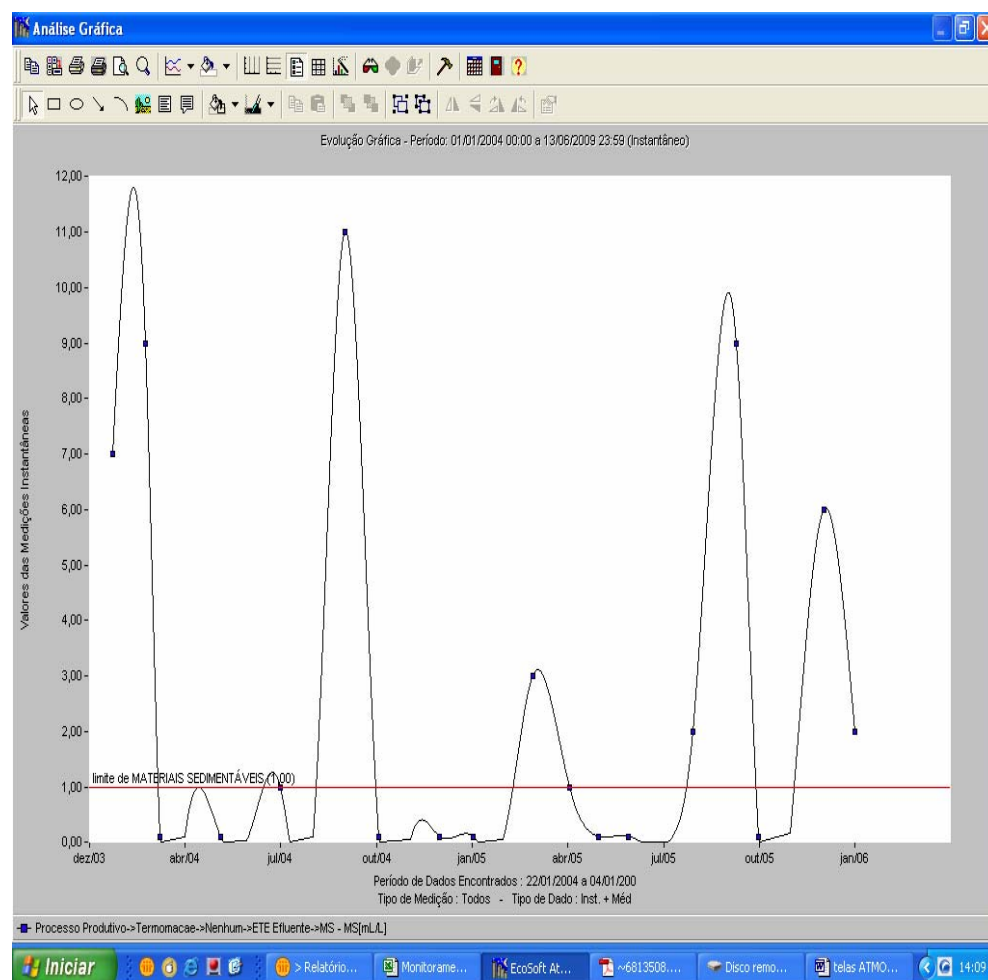 Análise Gráfica
Evolução Gráfica - Período: 01/01/2004 00:00 a 13/06/2009 23:59 (Instantâneo)
Valores das Medições Instantâneas
12,00
11,00
10,00
9,00
8,00
7,00
6,00
5,00
4,00
3,00
2,00
1,00
0,00
limite de MATERIAIS SEDIMENTÁVEIS (1,00)
dez/03 abr/04 jul/04 out/04 jan/05 abr/05 jul/05 out/05 jan/06
Período de Dados Encontrados : 22/01/2004 a 04/01/200
Tipo de Medição : Todos - Tipo de Dado : Inst. + Méd
Processo Produtivo->Termomacae->Nenhum->ETE Efluente->MS - MS[mL/L]
Iniciar > Relatório... Monitorame... EcoSoft At... ~6813508.... Disco remo... telas ATMO... 14:09